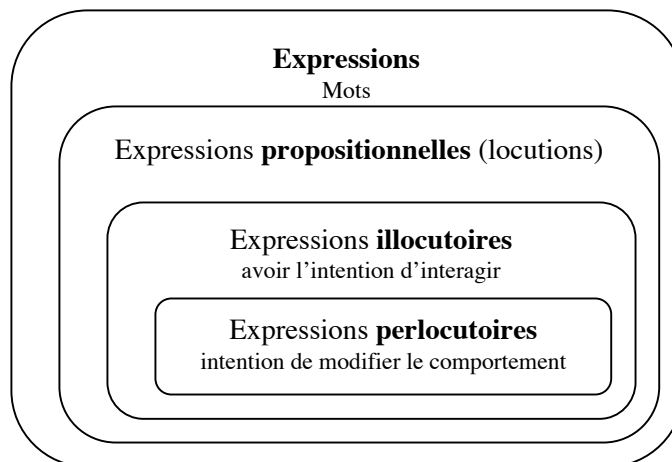 Expressions
Mots
Expressions propositionnelles (locutions)
Expressions illocutoires
avoir l’intention d’interagir
Expressions perlocutoires
intention de modifier le comportement